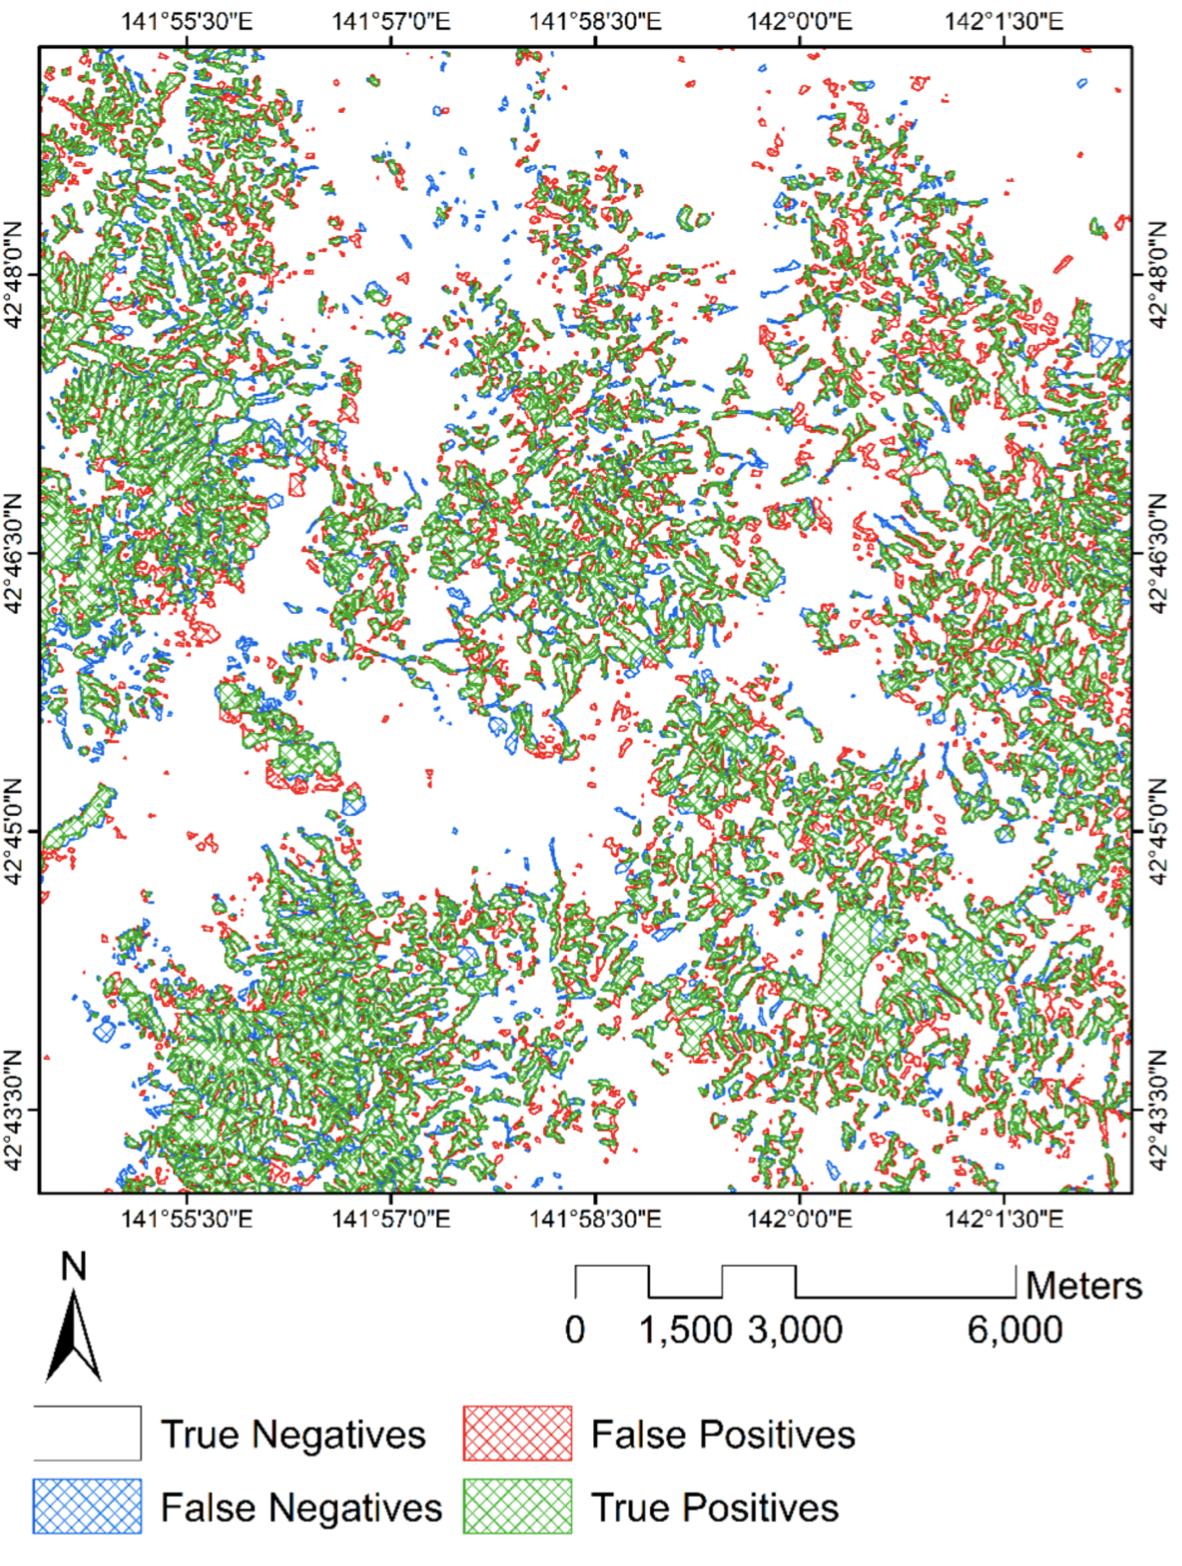 141°55'30"E 141°57'0"E 141°58'30"E 142°0'0"E 142°1'30"E
42°48'0"N 42°48'0"N
42°46'30"N 42°46'30"N
42°45'0"N 42°45'0"N
42°43'30"N 42°43'30"N
141°55'30"E 141°57'0"E 141°58'30"E 142°0'0"E 142°1'30"E
N
Meters
0 1,500 3,000 6,000
True Negatives False Positives
False Negatives True Positives